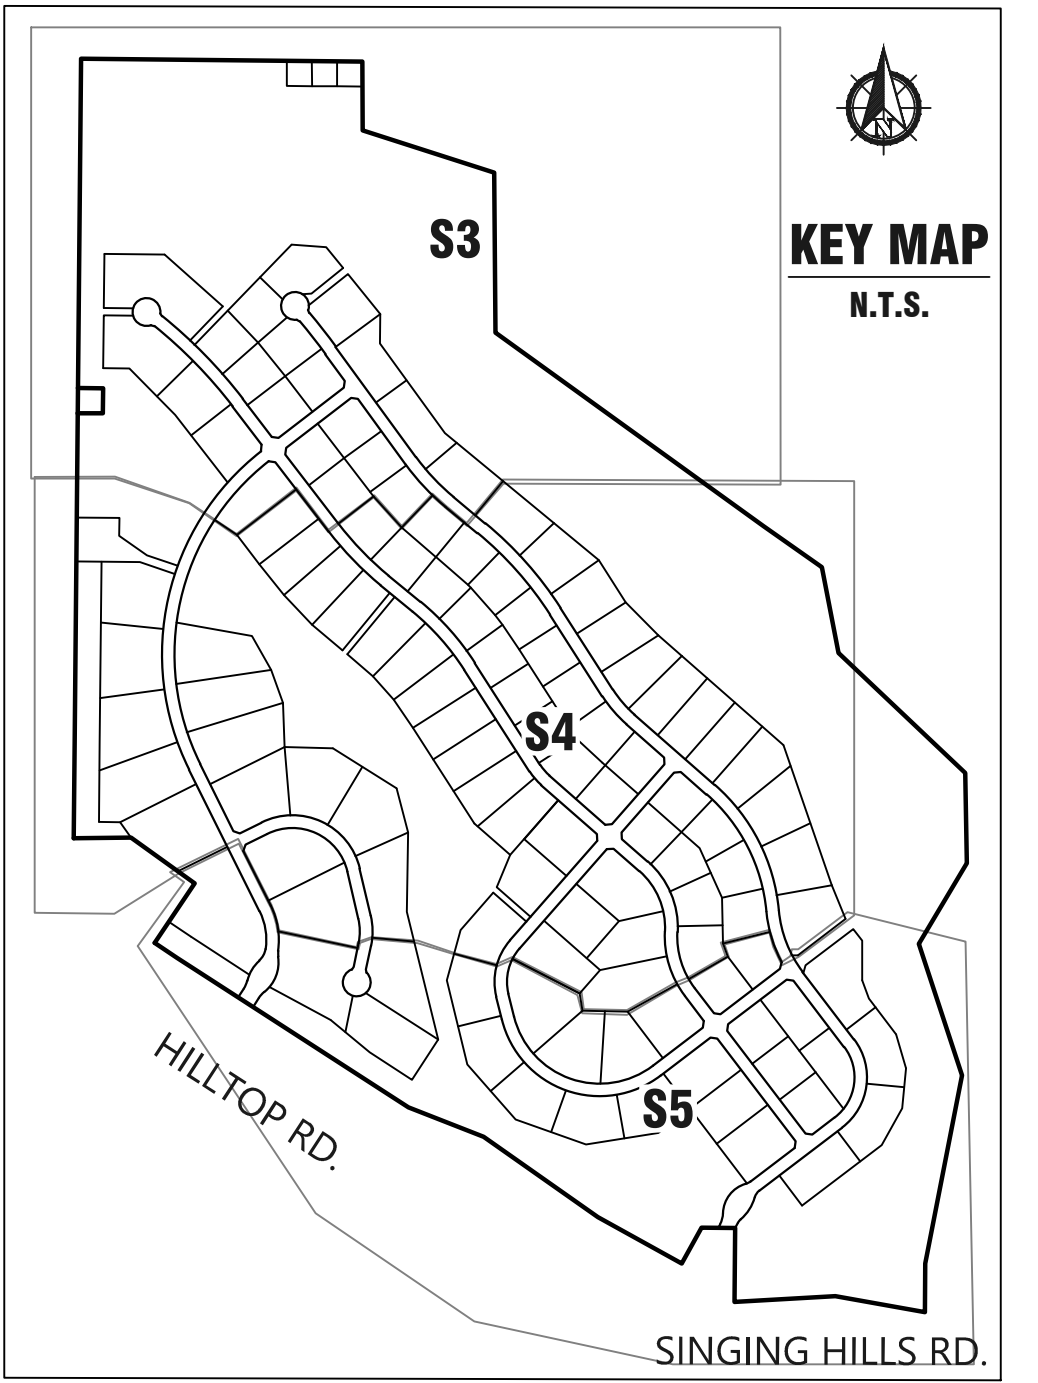 N
S3
KEY MAP
N.T.S.
S4
HILLTOP RD.
S5
SINGING HILLS RD.